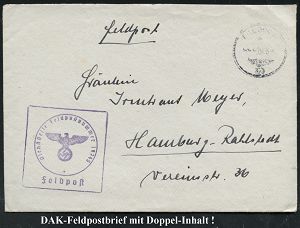 Feldpost
Fräulein
Irmtraut Meyer,
Hamburg-Rahlstedt
Vereinsstr. 36
Feldpost
DAK-Feldpostbrief mit Doppel-Inhalt !